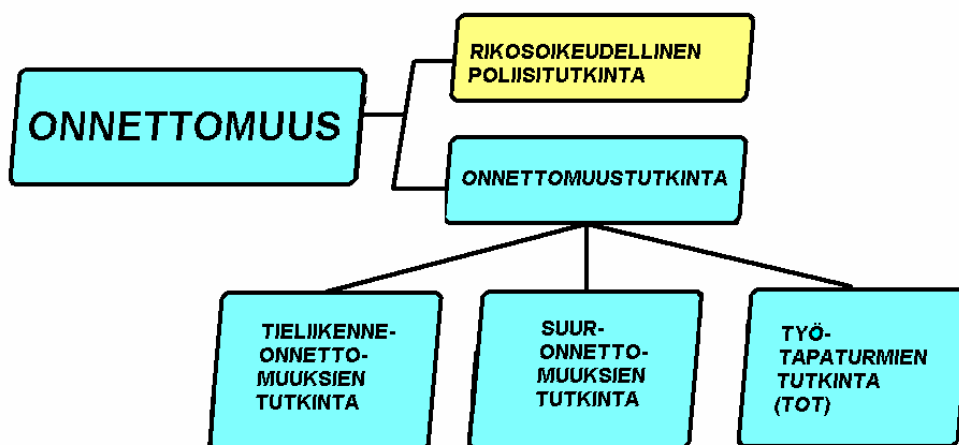 RIKOSOIKEUDELLINEN
POLIISITUTKINTA
ONNETTOMUUS
ONNETTOMUUSTUTKINTA
TIELIIKENNE-
ONNETTO-
MUUKSIEN
TUTKINTA
SUUR-
ONNETTO-
MUUKSIEN
TUTKINTA
TYÖ-
TAPATURMIEN
TUTKINTA
(TOT)